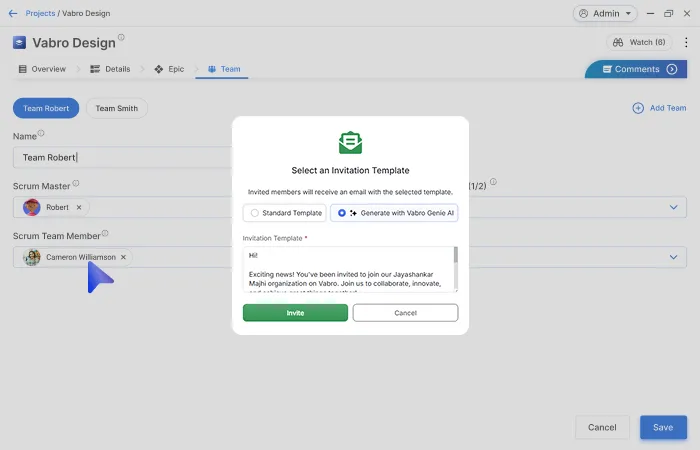 Projects / Vabro Design
Admin
Vabro Design
Watch (6)
Overview
Details
Epic
Team
Comments
Team Robert
Team Smith
Add Team
Name
Team Robert
Scrum Master
(1/2)
Robert
Scrum Team Member
Cameron Williamson
Select an Invitation Template
Invited members will receive an email with the selected template.
Standard Template
Generate with Vabro Genie AI
Invitation Template *
Hi!
Exciting news! You've been invited to join our Jayashankar
Majhi organization on Vabro. Join us to collaborate, innovate,
Invite
Cancel
Cancel
Save